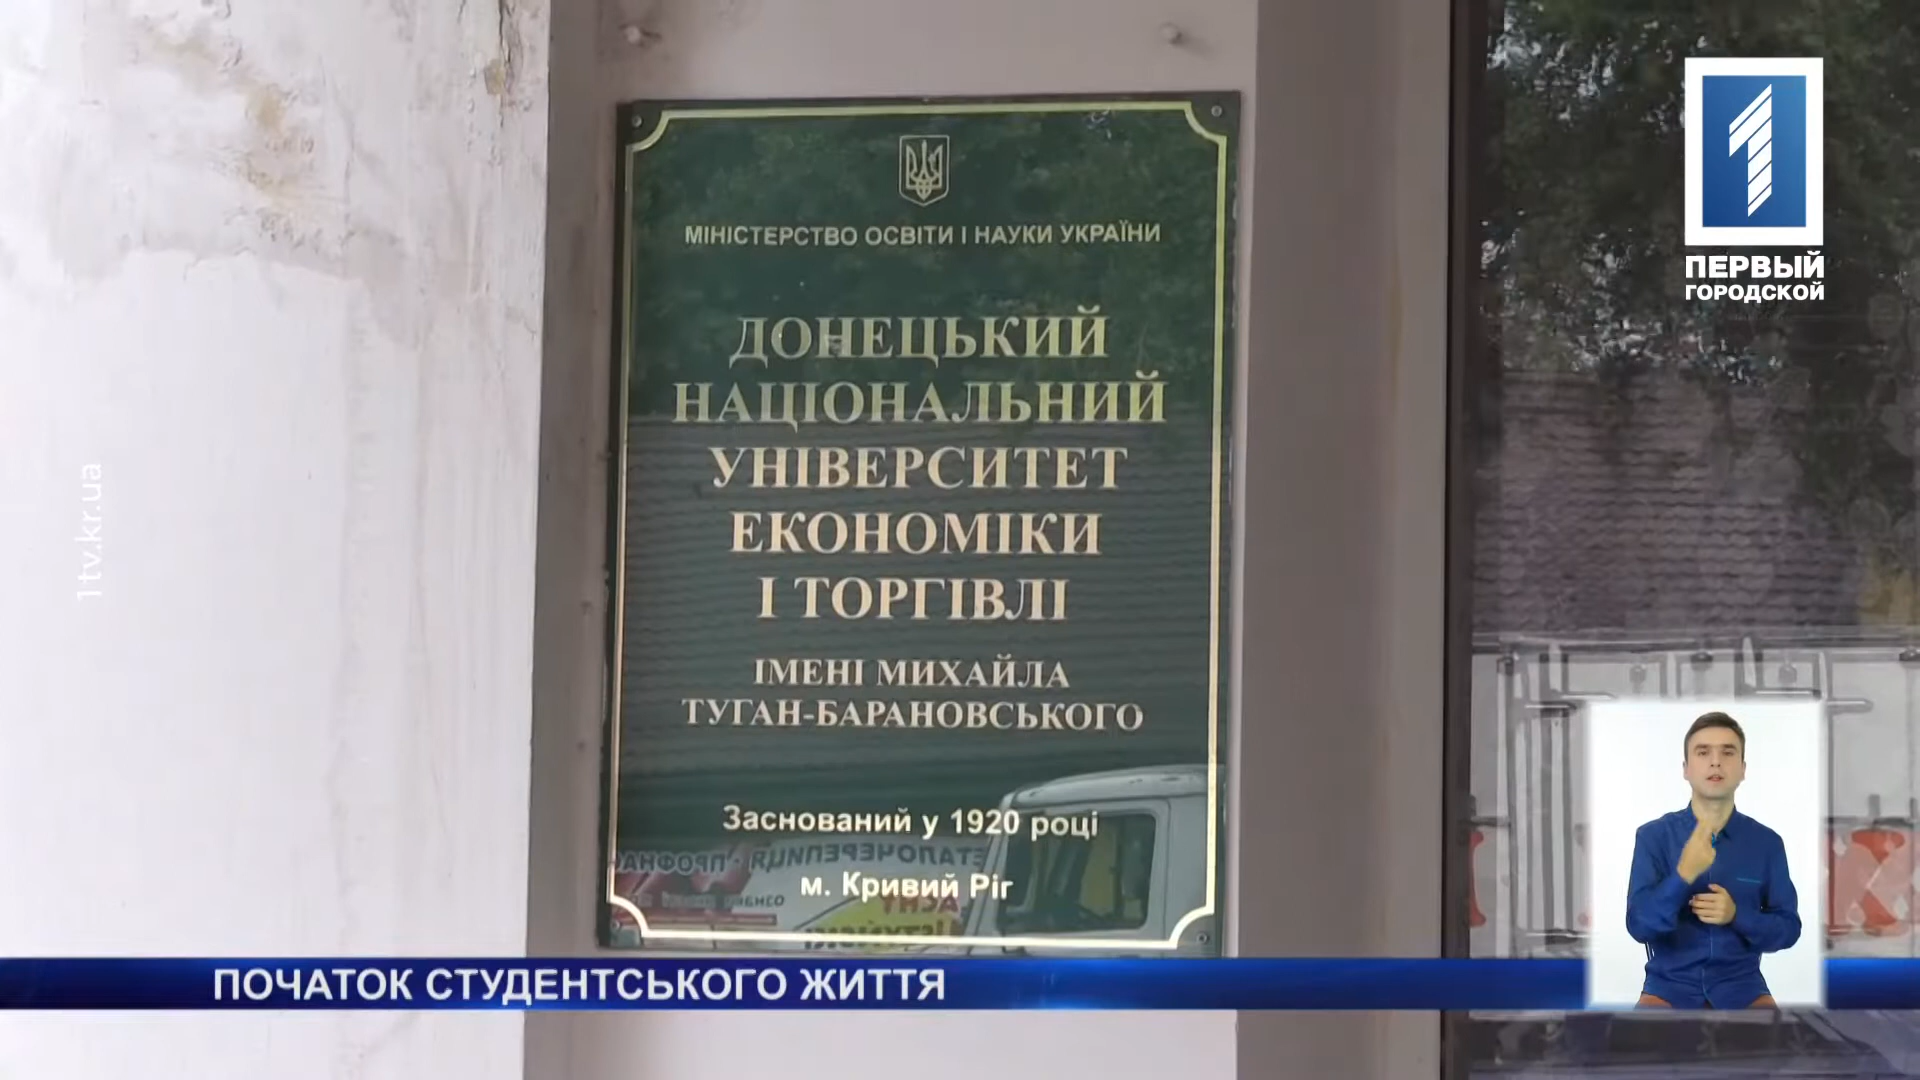 МІНІСТЕРСТВО ОСВІТИ І НАУКИ УКРАЇНИ
ДОНЕЦЬКИЙ
НАЦІОНАЛЬНИЙ
УНІВЕРСИТЕТ
ЕКОНОМІКИ
І ТОРГІВЛІ
ІМЕНІ МИХАЙЛА
ТУГАН-БАРАНОВСЬКОГО
Заснований у 1920 році
м. Кривий Ріг
1
ПЕРВЫЙ
ГОРОДСКОЙ
1tv.kr.ua
ПОЧАТОК СТУДЕНТСЬКОГО ЖИТТЯ